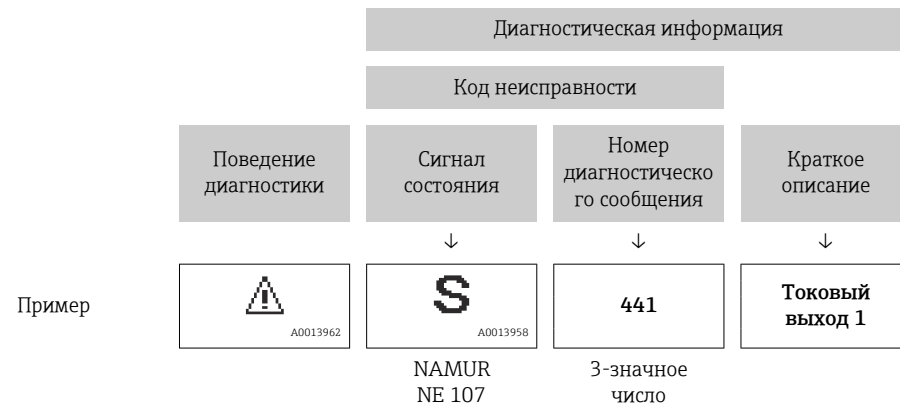 Диагностическая информация
Код неисправности
Поведение
диагностики
Сигнал
состояния
Номер
диагностическо
го сообщения
Краткое
описание
↓
↓
↓
Пример
⚠
A0013962
S
A0013958
441
Токовый
выход 1
NAMUR
NE 107
3-значное
число